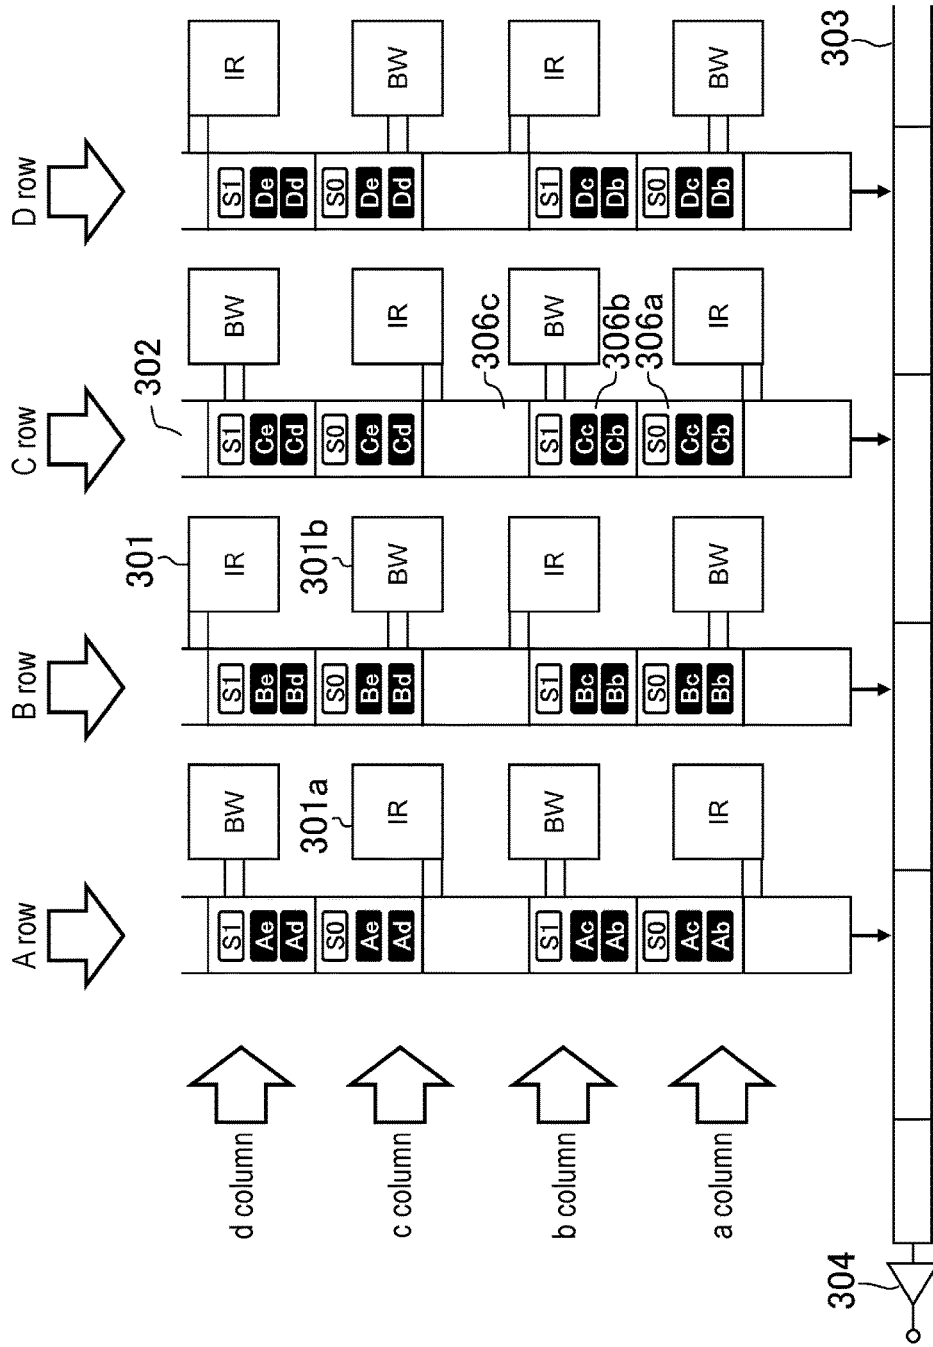 A row
B row
C row
D row
301
302
d column
S1
Ae
Ad
BW
S1
Be
Bd
IR
S1
Ce
Cd
BW
S1
De
Dd
IR
301a
301b
c column
S0
Ae
Ad
IR
S0
Be
Bd
BW
S0
Ce
Cd
IR
S0
De
Dd
BW
306c
b column
S1
Ac
Ab
BW
S1
Bc
Bb
IR
S1
Cc
Cb
BW
306b
S1
Dc
Db
IR
306a
a column
S0
Ac
Ab
IR
S0
Bc
Bb
BW
S0
Cc
Cb
IR
S0
Dc
Db
BW
304
303